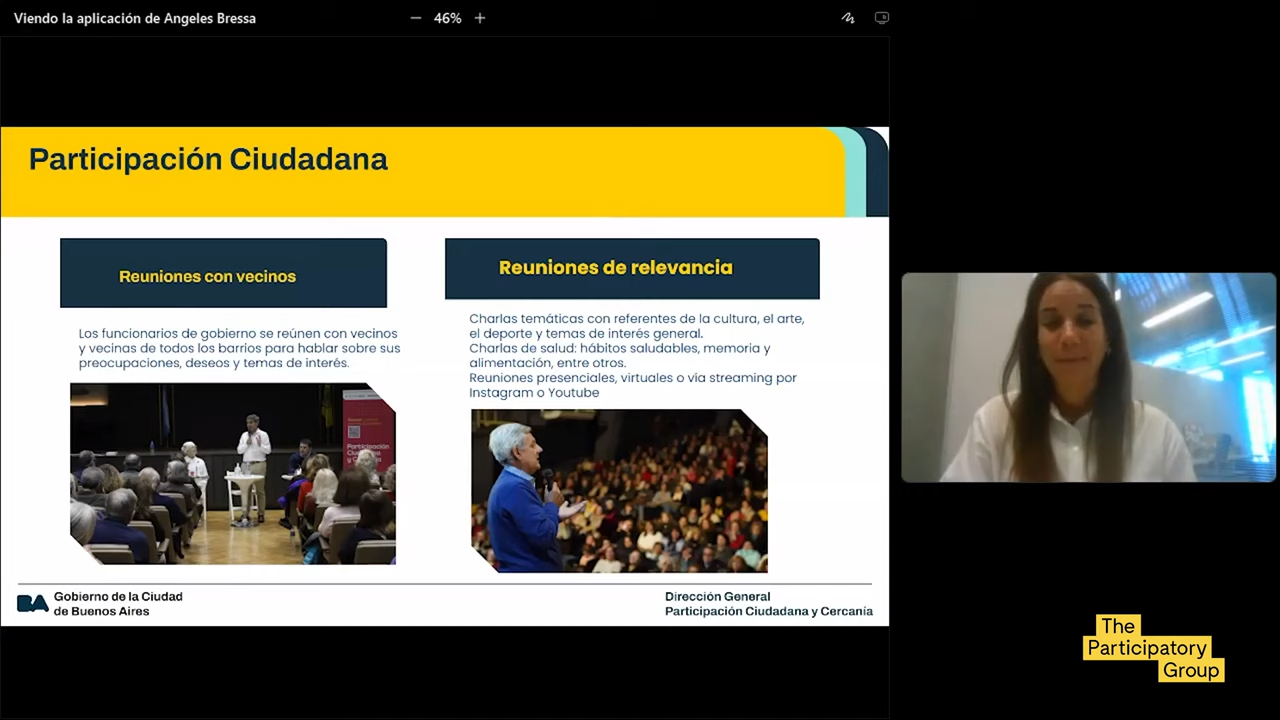 Viendo la aplicación de Angeles Bressa
46%
Participación Ciudadana
Reuniones con vecinos
Reuniones de relevancia
Los funcionarios de gobierno se reúnen con vecinos
y vecinas de todos los barrios para hablar sobre sus
preocupaciones, deseos y temas de interés.
Charlas temáticas con referentes de la cultura, el arte,
el deporte y temas de interés general.
Charlas de salud: hábitos saludables, memoria y
alimentación, entre otros.
Reuniones presenciales, virtuales o vía streaming por
Instagram o Youtube
Participación
Ciudadana
y Cercanía
BA
Gobierno de la Ciudad
de Buenos Aires
Dirección General
Participación Ciudadana y Cercanía
The
Participatory
Group